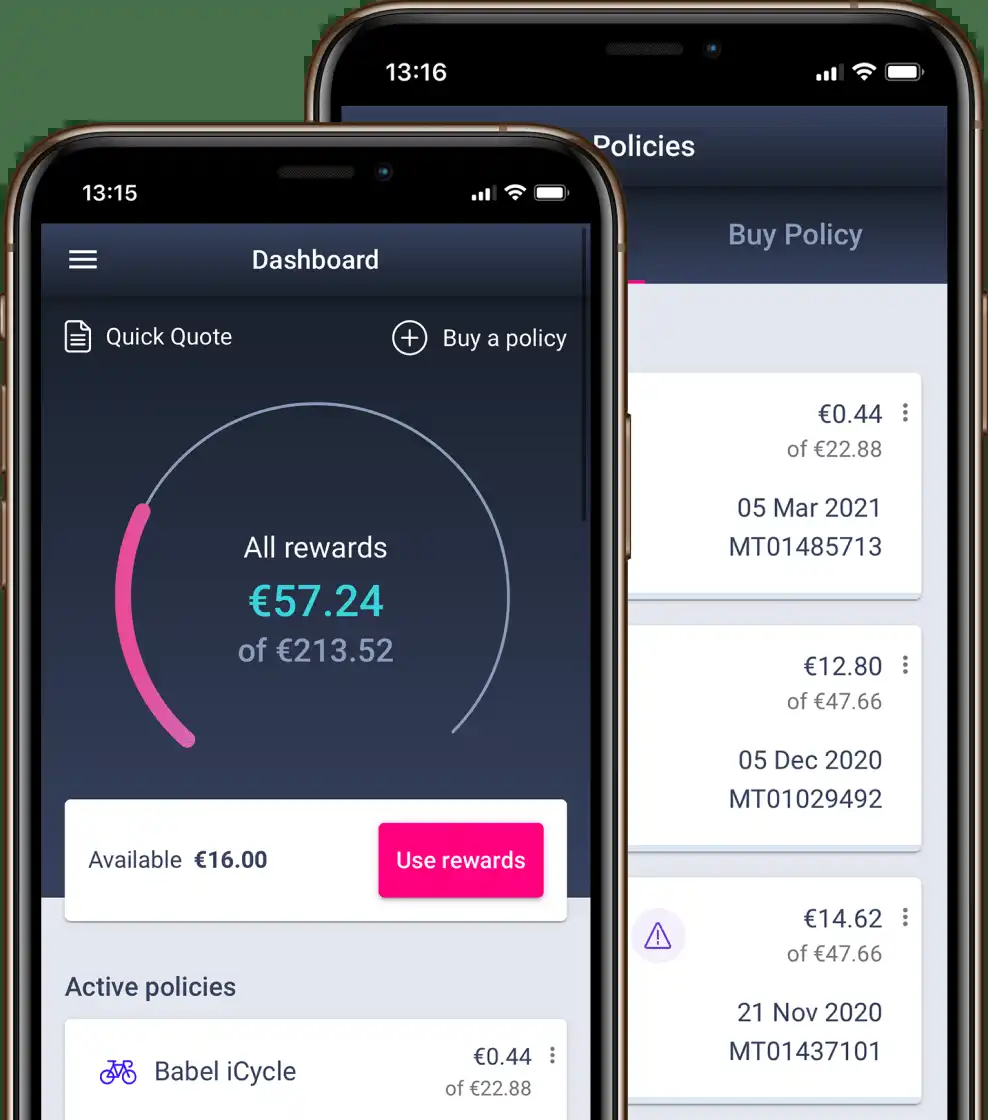 13:16
Policies
Buy Policy
€0.44
of €22.88
05 Mar 2021
MT01485713
€12.80
of €47.66
05 Dec 2020
MT01029492
€14.62
of €47.66
21 Nov 2020
MT01437101
13:15
Dashboard
Quick Quote
Buy a policy
All rewards
€57.24
of €213.52
Available €16.00
Use rewards
Active policies
Babel iCycle
€0.44
of €22.88